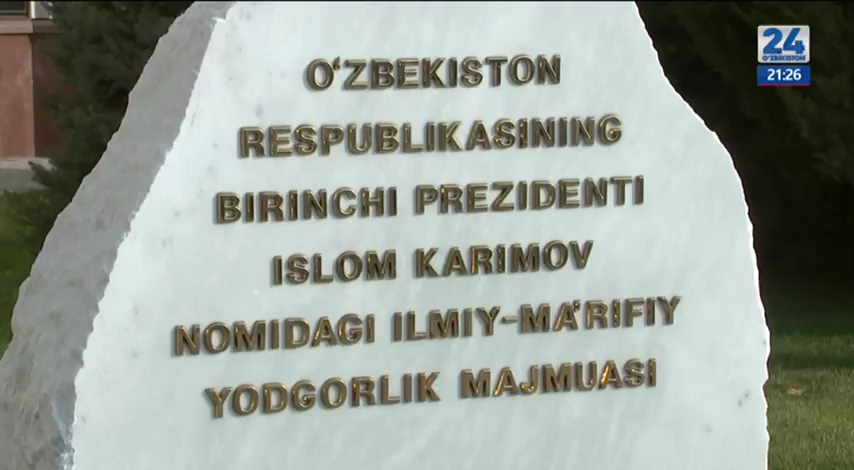 O‘ZBEKISTON
RESPUBLIKASINING
BIRINCHI PREZIDENTI
ISLOM KARIMOV
NOMIDAGI ILMIY-MA’RIFIY
YODGORLIK MAJMUASI
24
O‘ZBEKISTON
21:26